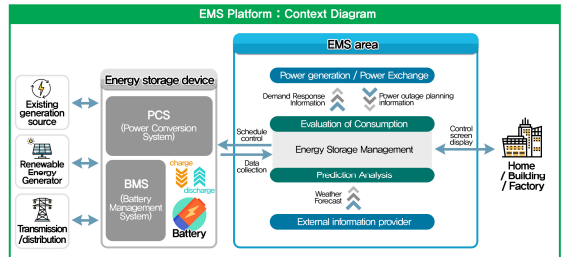 EMS Platform : Context Diagram
Existing
generation
source
Renewable
Energy
Generator
Transmission
/distribution
Energy storage device
PCS
(Power Conversion
System)
BMS
(Battery
Management
System)
charge
discharge
Battery
Schedule
control
Data
collection
EMS area
Power generation / Power Exchange
Demand Response
Information
Power outage planning
information
Evaluation of Consumption
Energy Storage Management
Prediction Analysis
Weather
Forecast
External information provider
Control
screen
display
Home
/ Building
/ Factory